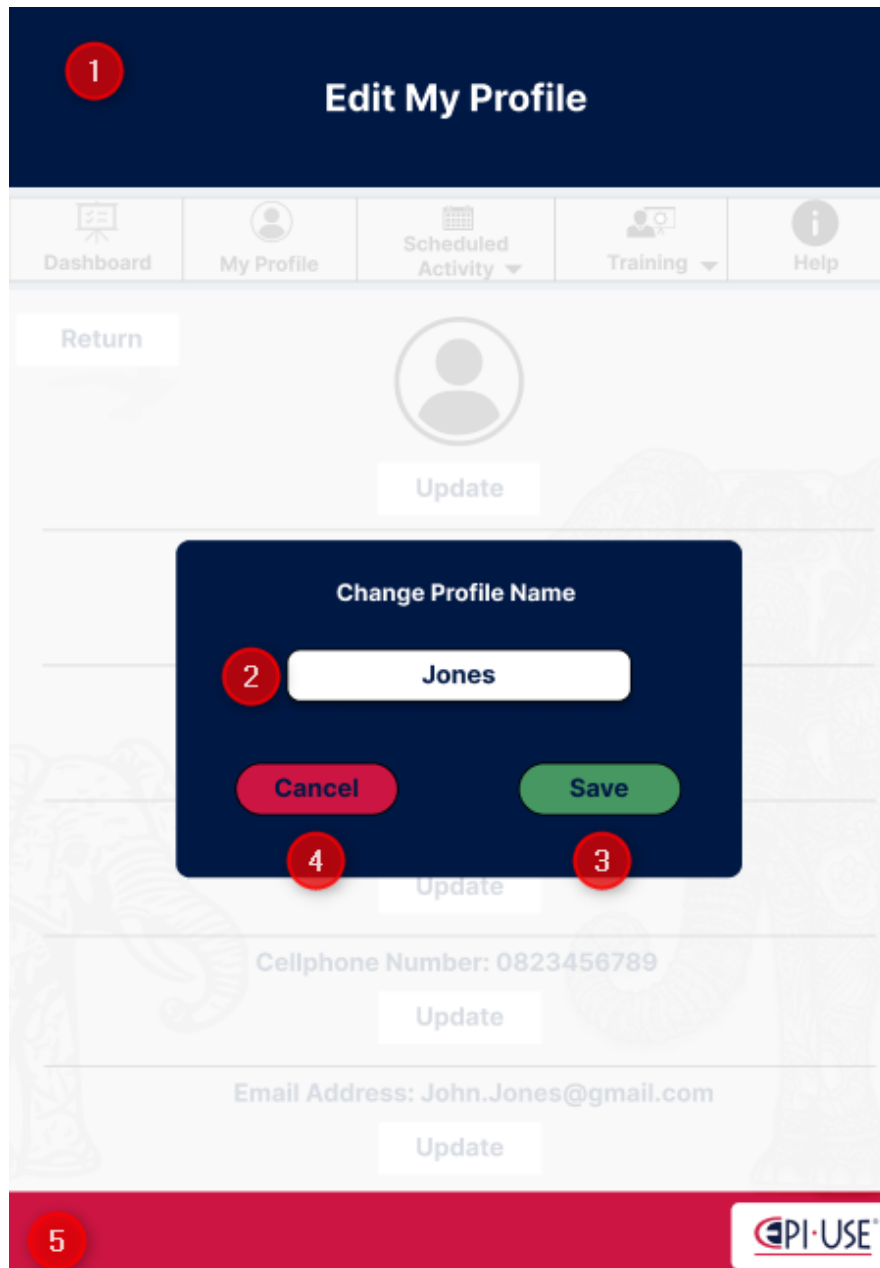 1
Edit My Profile
Dashboard
My Profile
Scheduled
Activity
Training
Help
Return
Update
Change Profile Name
2
Jones
Cancel
Save
4
3
Update
Cellphone Number: 0823456789
Update
Email Address: John.Jones@gmail.com
Update
5
EPI·USE®